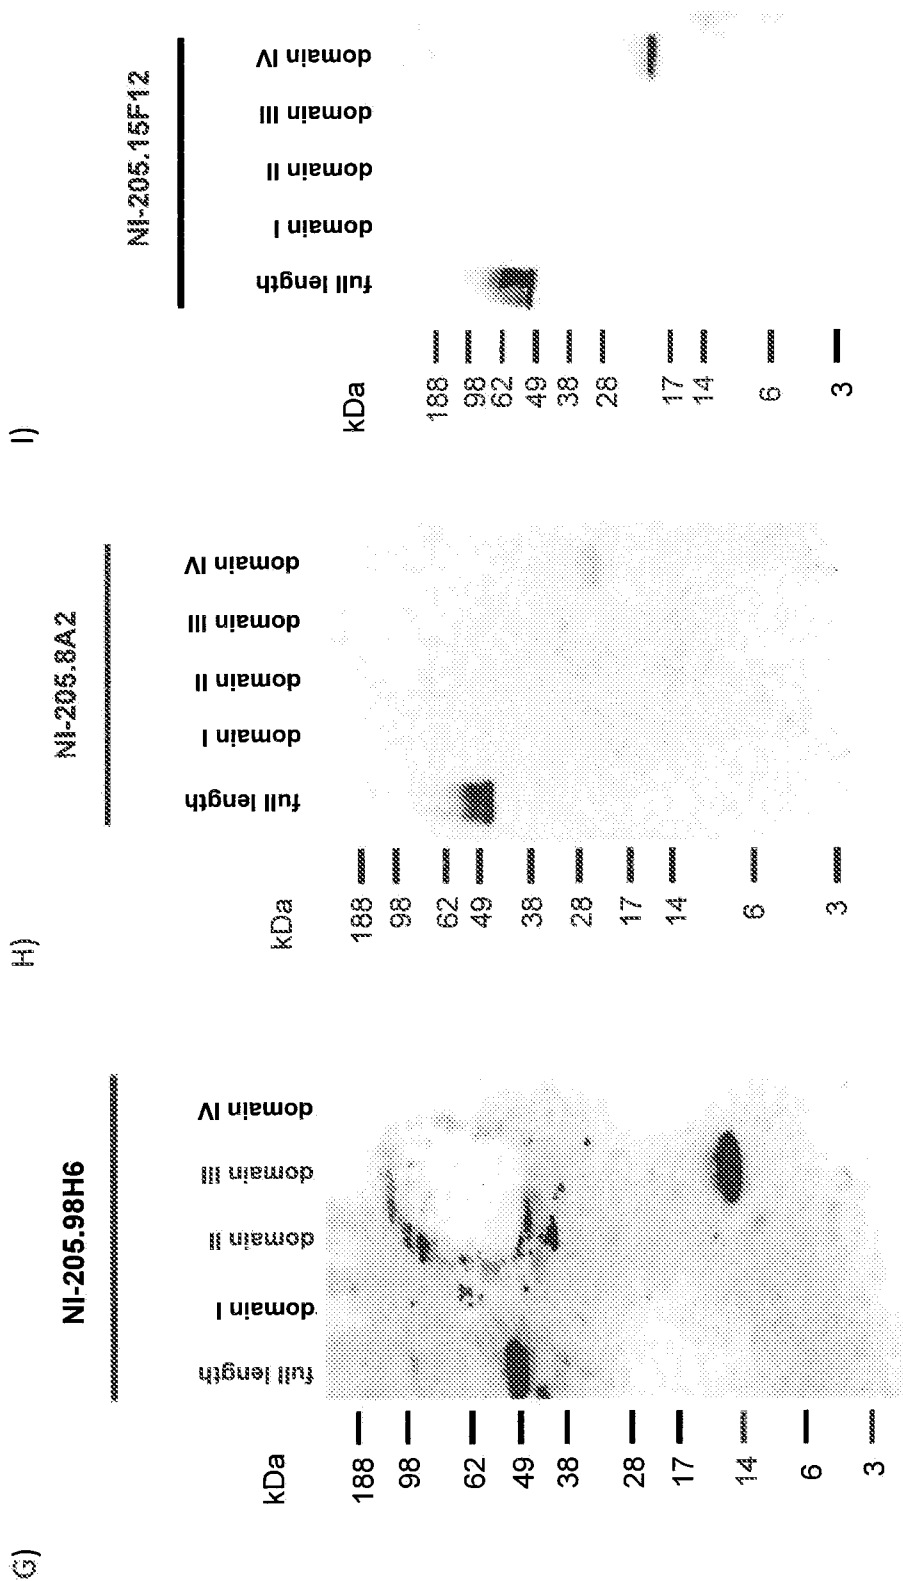 G)
NI-205.98H6
full length
domain I
domain II
domain III
domain IV
kDa
188
98
62
49
38
28
17
14
6
3
H)
NI-205.8A2
full length
domain I
domain II
domain III
domain IV
kDa
188
98
62
49
38
28
17
14
6
3
I)
NI-205.15F12
full length
domain I
domain II
domain III
domain IV
kDa
188
98
62
49
38
28
17
14
6
3